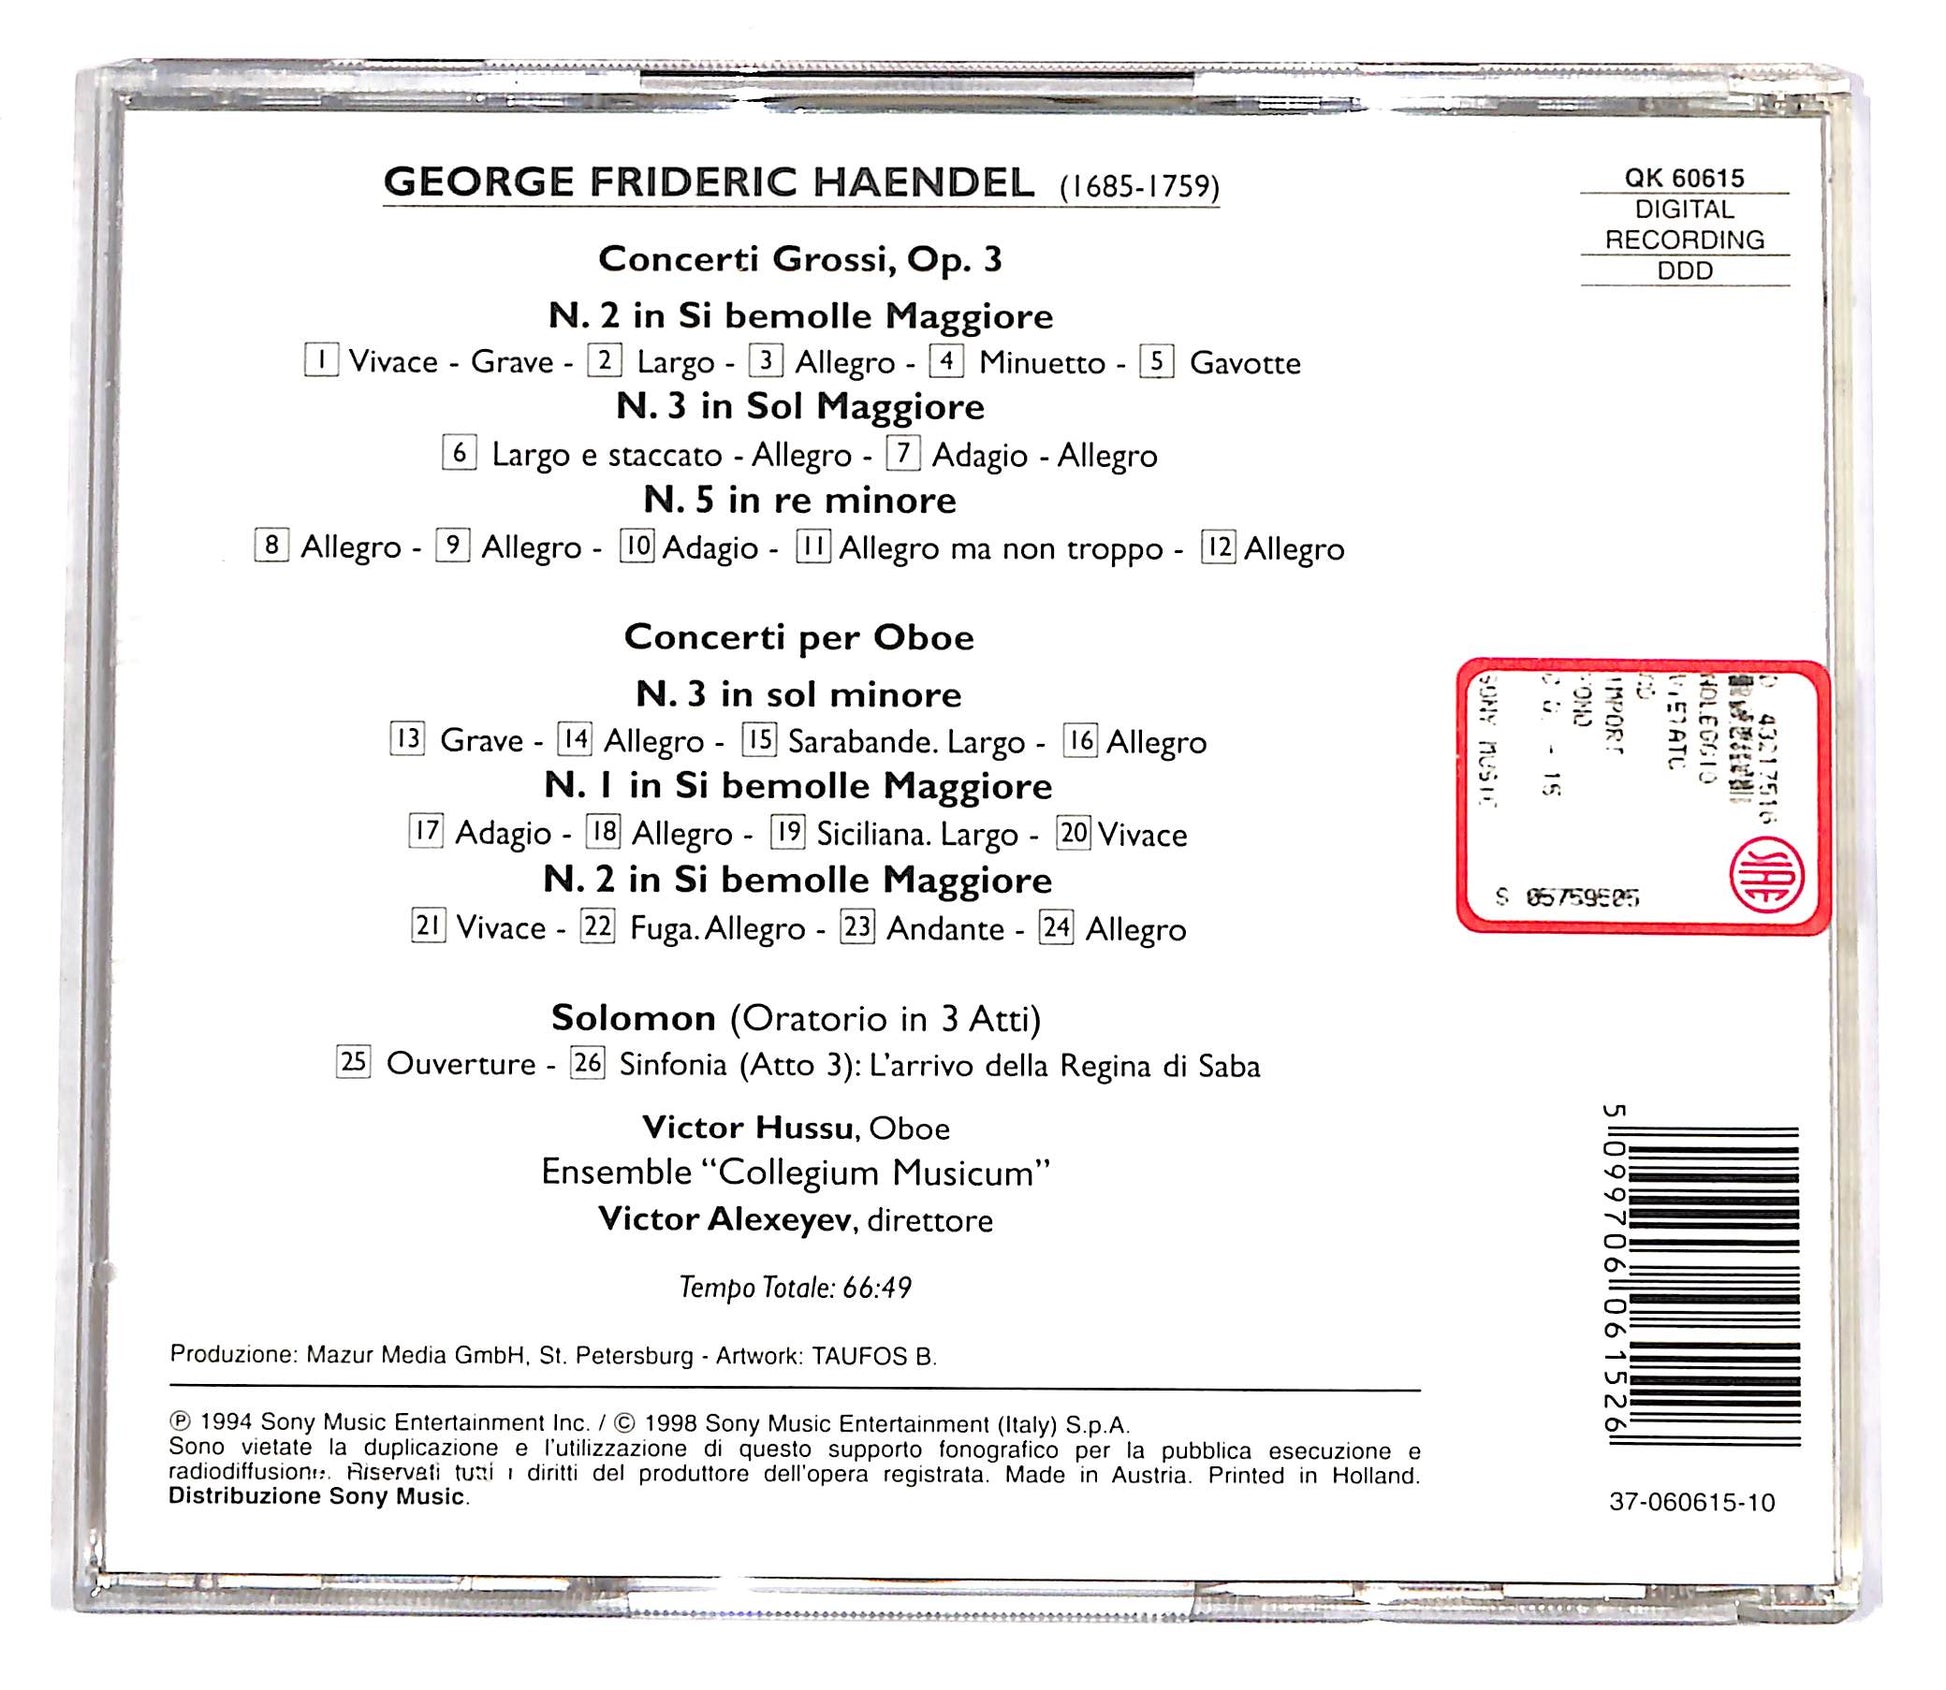 GEORGE FRIDERIC HAENDEL (1685-1759)
Concerti Grossi, Op. 3
N. 2 in Si bemolle Maggiore
1 Vivace - Grave - 2 Largo - 3 Allegro - 4 Minuetto - 5 Gavotte
N. 3 in Sol Maggiore
6 Largo e staccato - Allegro - 7 Adagio - Allegro
N. 5 in re minore
8 Allegro - 9 Allegro - 10 Adagio - 11 Allegro ma non troppo - 12 Allegro
Concerti per Oboe
N. 3 in sol minore
13 Grave - 14 Allegro - 15 Sarabande. Largo - 16 Allegro
N. 1 in Si bemolle Maggiore
17 Adagio - 18 Allegro - 19 Siciliana. Largo - 20 Vivace
N. 2 in Si bemolle Maggiore
21 Vivace - 22 Fuga. Allegro - 23 Andante - 24 Allegro
Solomon (Oratorio in 3 Atti)
25 Ouverture - 26 Sinfonia (Atto 3): L'arrivo della Regina di Saba
Victor Hussu, Oboe
Ensemble “Collegium Musicum”
Victor Alexeyev, direttore
Tempo Totale: 66:49
Produzione: Mazur Media GmbH, St. Petersburg - Artwork: TAUFOS B.
℗ 1994 Sony Music Entertainment Inc. / © 1998 Sony Music Entertainment (Italy) S.p.A.
Sono vietate la duplicazione e l'utilizzazione di questo supporto fonografico per la pubblica esecuzione e
radiodiffusione. Riservati tutti i diritti del produttore dell'opera registrata. Made in Austria. Printed in Holland.
Distribuzione Sony Music.
QK 60615
DIGITAL
RECORDING
DDD
VIETATO
IMPORT
SONY MUSIC
SIAE
5 099706 061526
37-060615-10